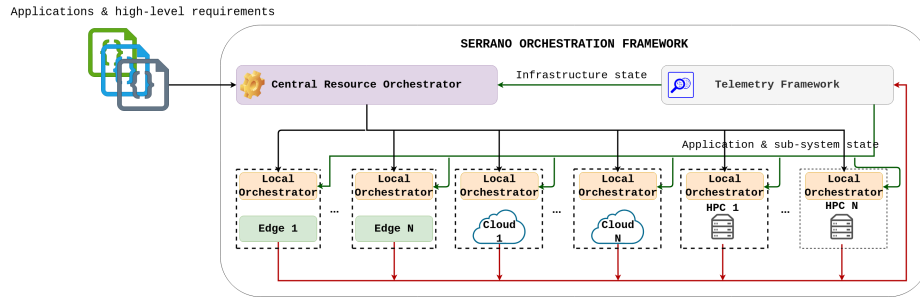 Applications & high-level requirements
SERRANO ORCHESTRATION FRAMEWORK
Central Resource Orchestrator
Infrastructure state
Telemetry Framework
Application & sub-system state
Local
Orchestrator
Edge 1
...
Local
Orchestrator
Edge N
Local
Orchestrator
Cloud
1
...
Local
Orchestrator
Cloud
N
Local
Orchestrator
HPC 1
...
Local
Orchestrator
HPC N